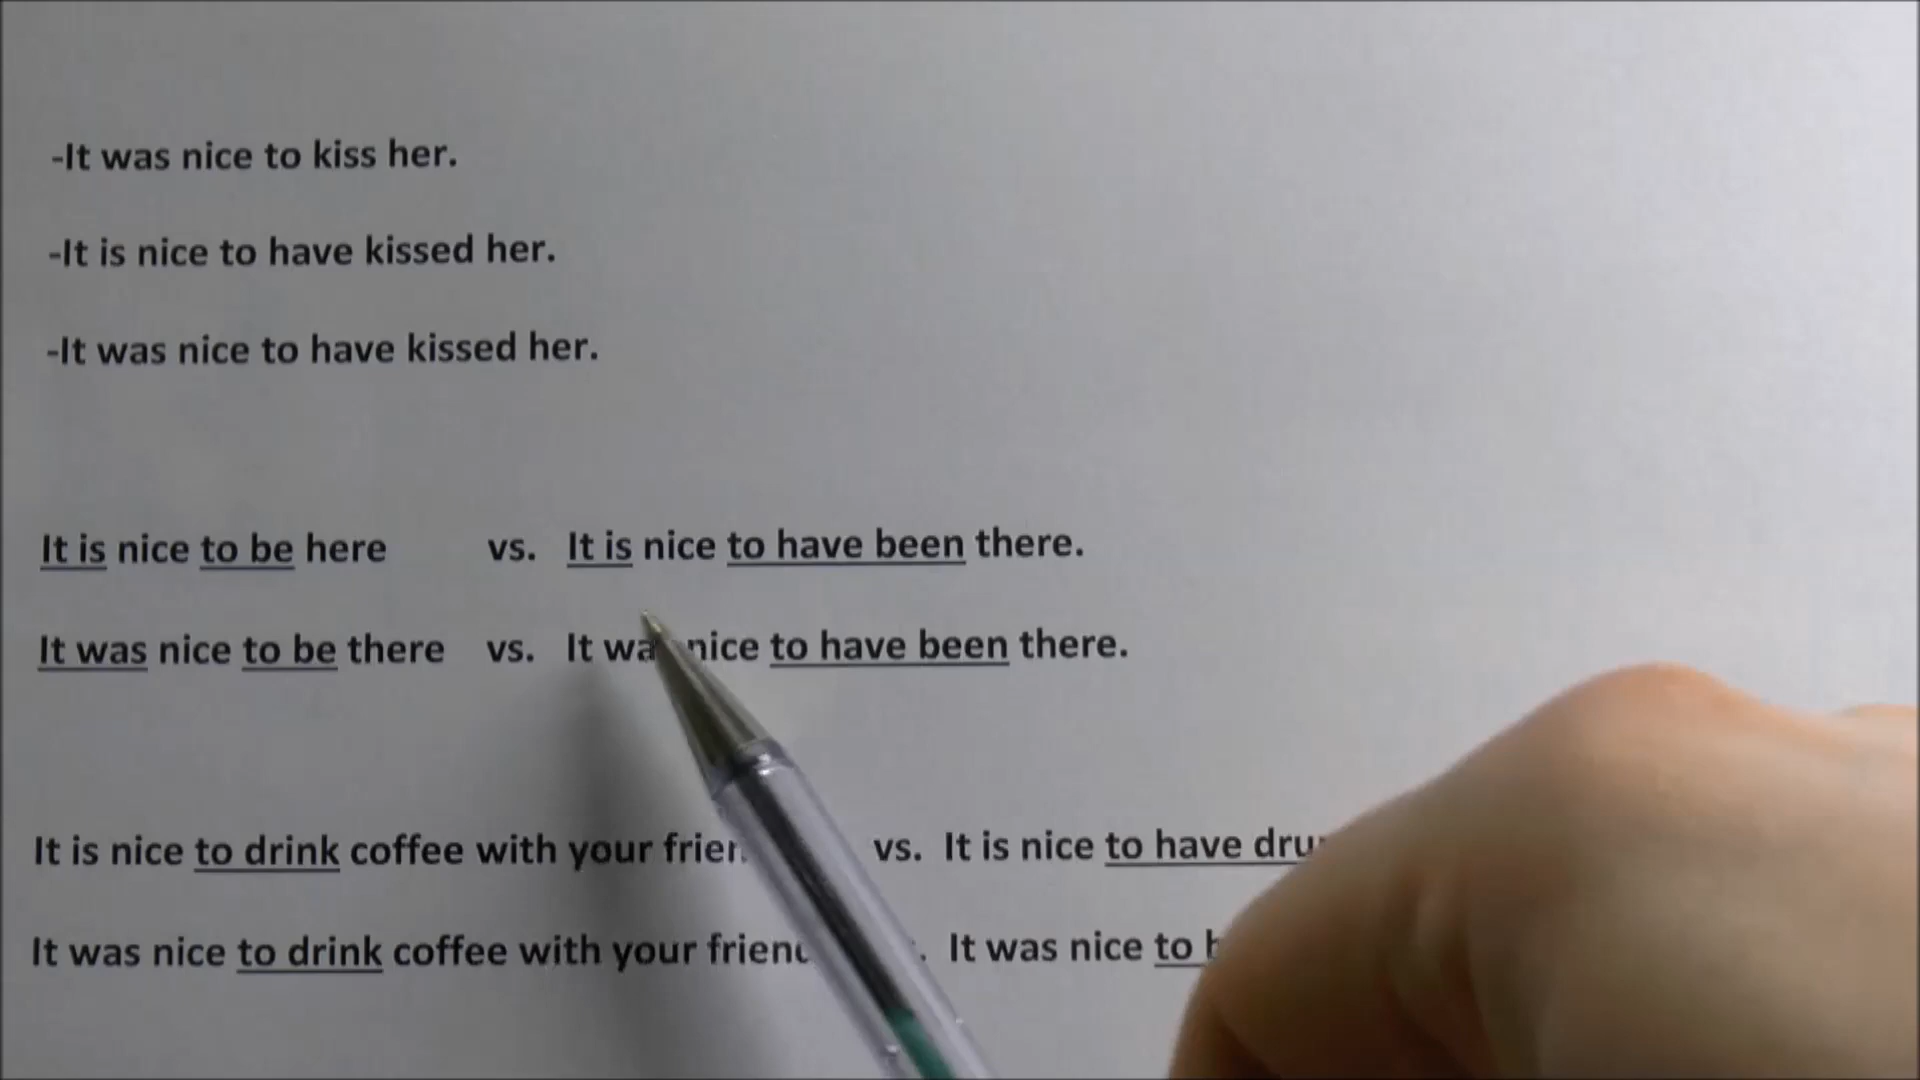 -It was nice to kiss her.
-It is nice to have kissed her.
-It was nice to have kissed her.
It is nice to be here vs. It is nice to have been there.
It was nice to be there vs. It nice to have been there.
It is nice to drink coffee with your vs. It is nice to have
It was nice to drink coffee with your It was nice to